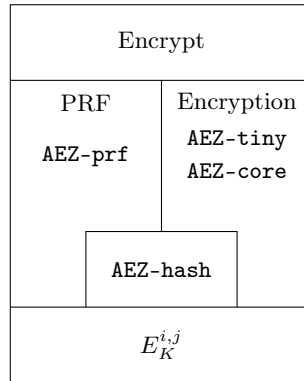 Encrypt
PRF
AEZ-prf
Encryption
AEZ-tiny
AEZ-core
AEZ-hash
$E_K^{i,j}$